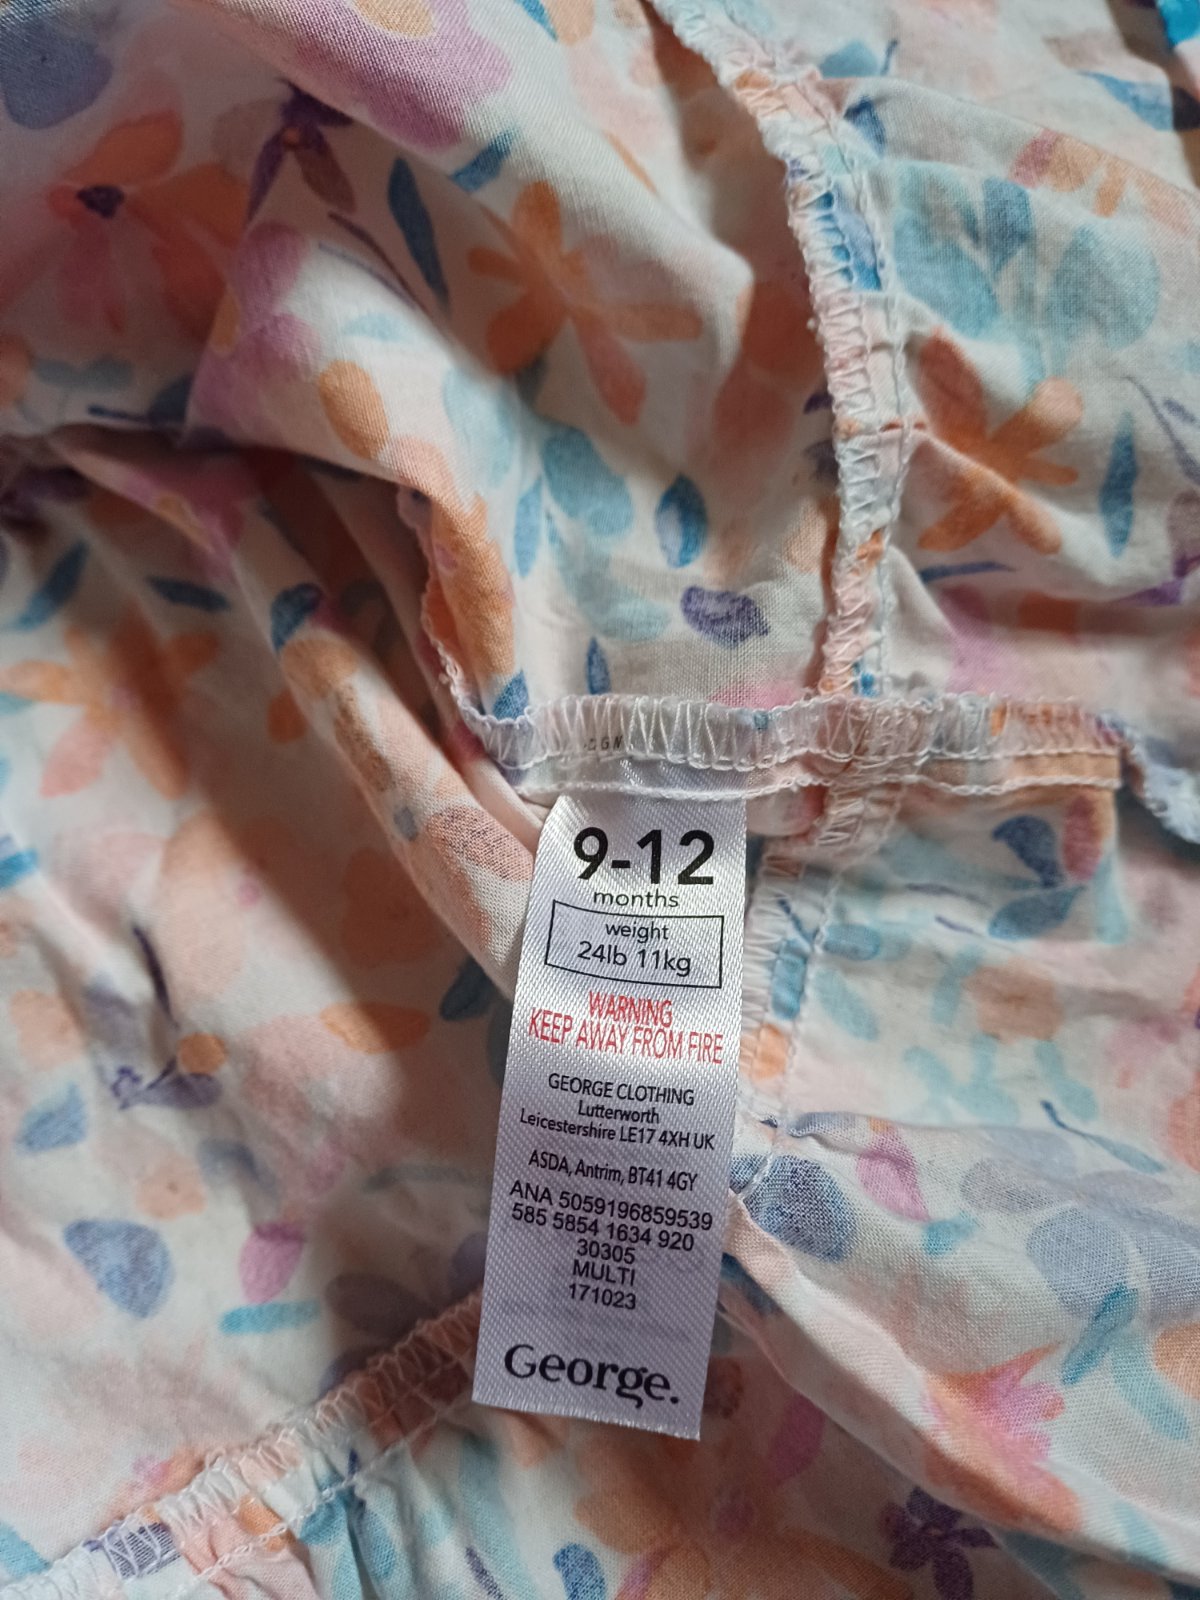 9-12
months
weight
24lb 11kg
WARNING
KEEP AWAY FROM FIRE
GEORGE CLOTHING
Lutterworth
Leicestershire LE17 4XH UK
ASDA, Antrim, BT41 4GY
ANA 5059196859539
585 5854 1634 920
30305
MULTI
171023
George.